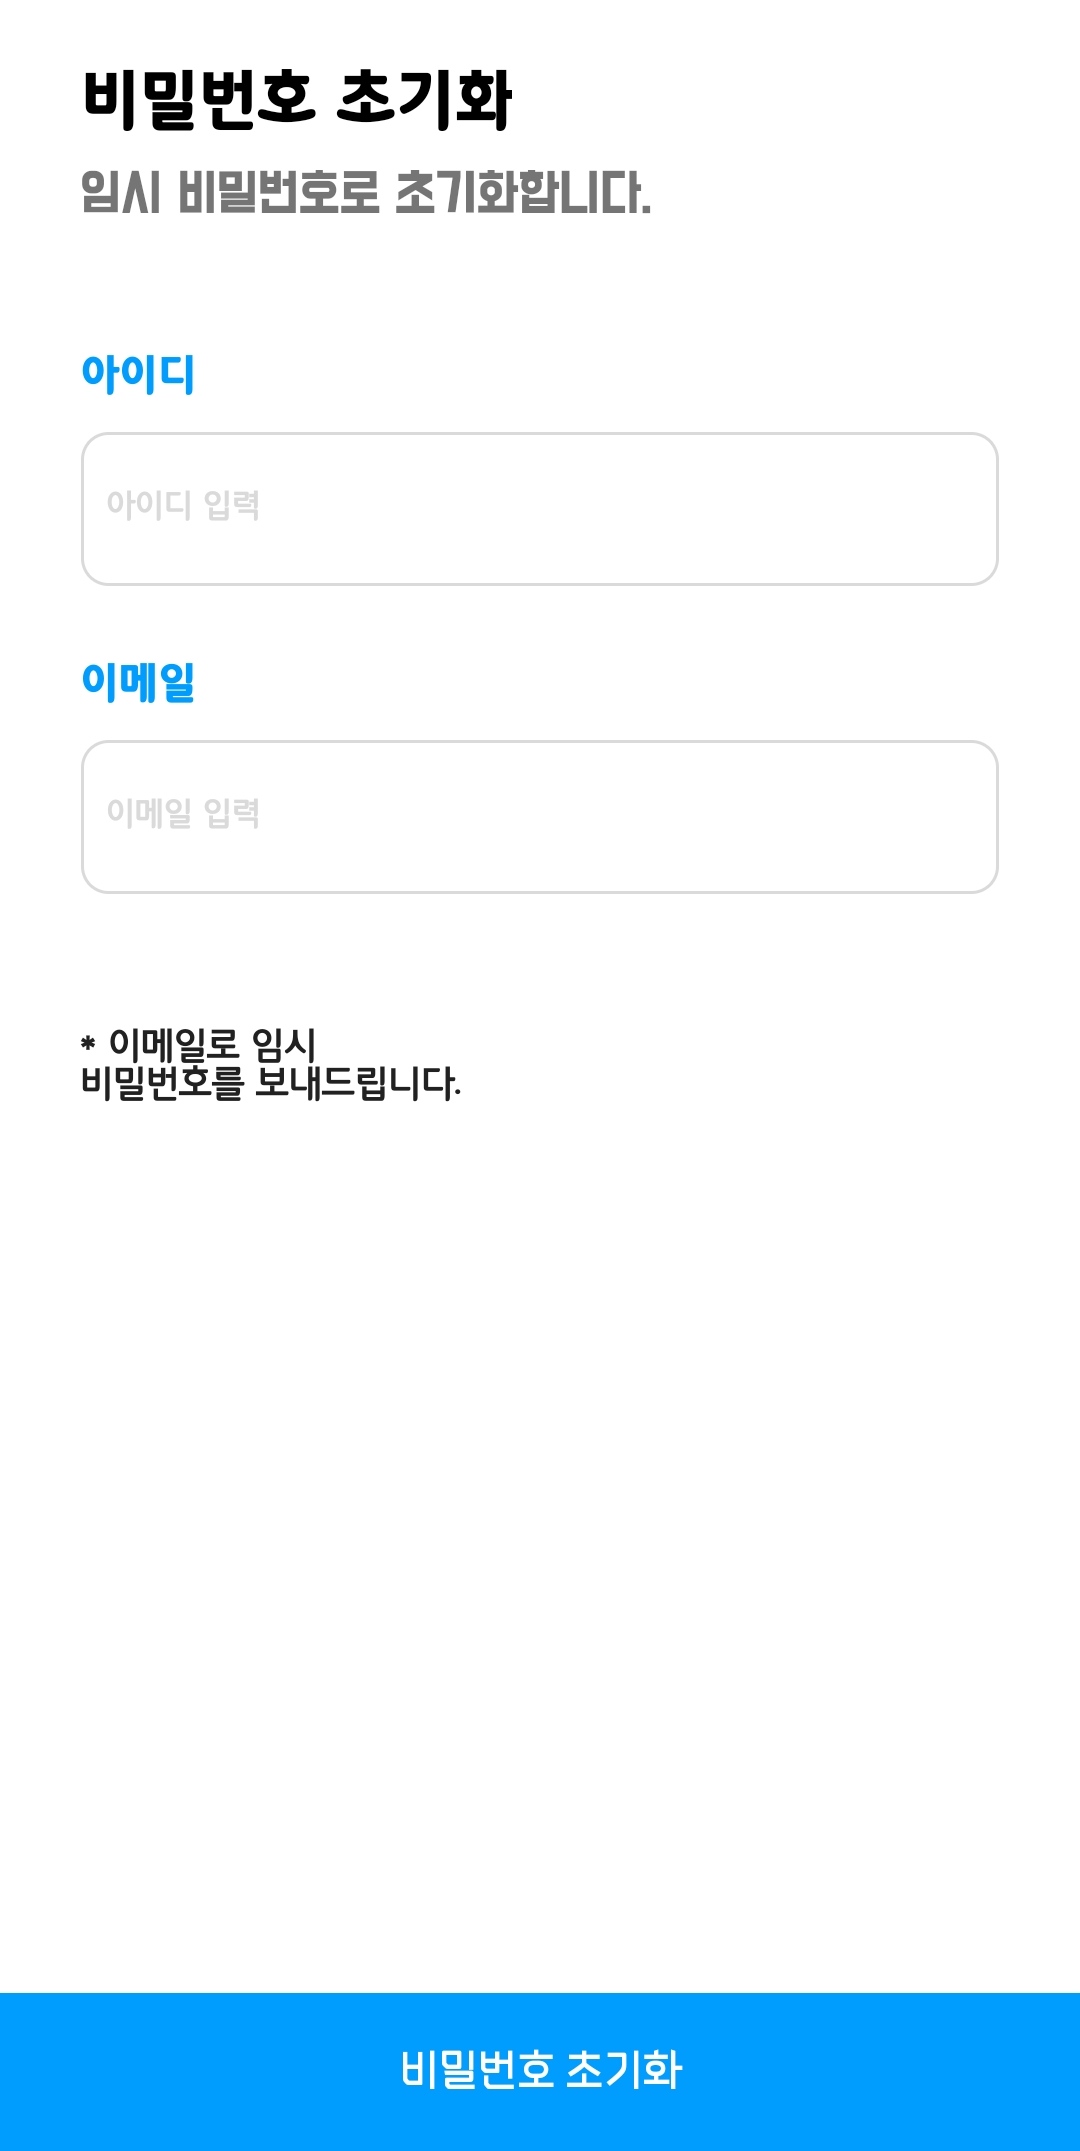 비밀번호 초기화
임시 비밀번호로 초기화합니다.
아이디
아이디 입력
이메일
이메일 입력
* 이메일로 임시
비밀번호를 보내드립니다.
비밀번호 초기화